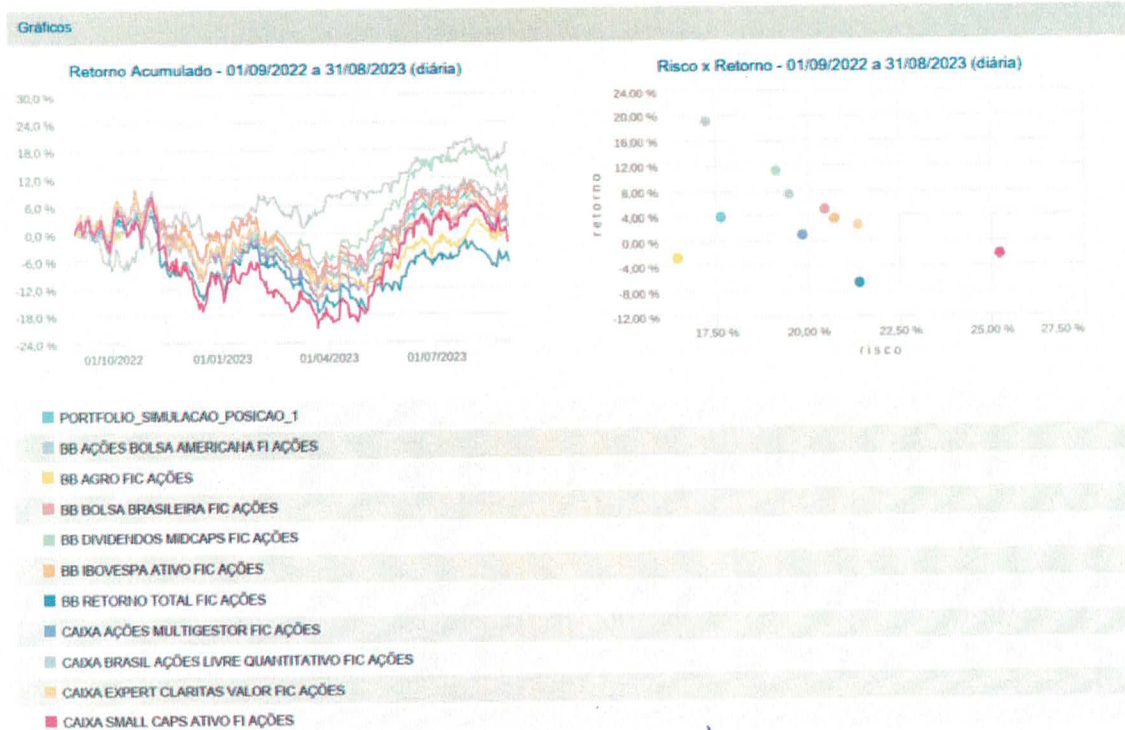 Gráficos
Retorno Acumulado - 01/09/2022 a 31/08/2023 (diária)
30,0 %
24,0 %
18,0 %
12,0 %
6,0 %
0,0 %
-6,0 %
-12,0 %
-18,0 %
-24,0 %
01/10/2022 01/01/2023 01/04/2023 01/07/2023
Risco x Retorno - 01/09/2022 a 31/08/2023 (diária)
retorno
24,00 %
20,00 %
16,00 %
12,00 %
8,00 %
4,00 %
0,00 %
-4,00 %
-8,00 %
-12,00 %
17,50 % 20,00 % 22,50 % 25,00 % 27,50 %
risco
PORTFOLIO_SIMULACAO_POSICAO_1
BB AÇÕES BOLSA AMERICANA FI AÇÕES
BB AGRO FIC AÇÕES
BB BOLSA BRASILEIRA FIC AÇÕES
BB DIVIDENDOS MIDCAPS FIC AÇÕES
BB IBOVESPA ATIVO FIC AÇÕES
BB RETORNO TOTAL FIC AÇÕES
CAIXA AÇÕES MULTIGESTOR FIC AÇÕES
CAIXA BRASIL AÇÕES LIVRE QUANTITATIVO FIC AÇÕES
CAIXA EXPERT CLARITAS VALOR FIC AÇÕES
CAIXA SMALL CAPS ATIVO FI AÇÕES